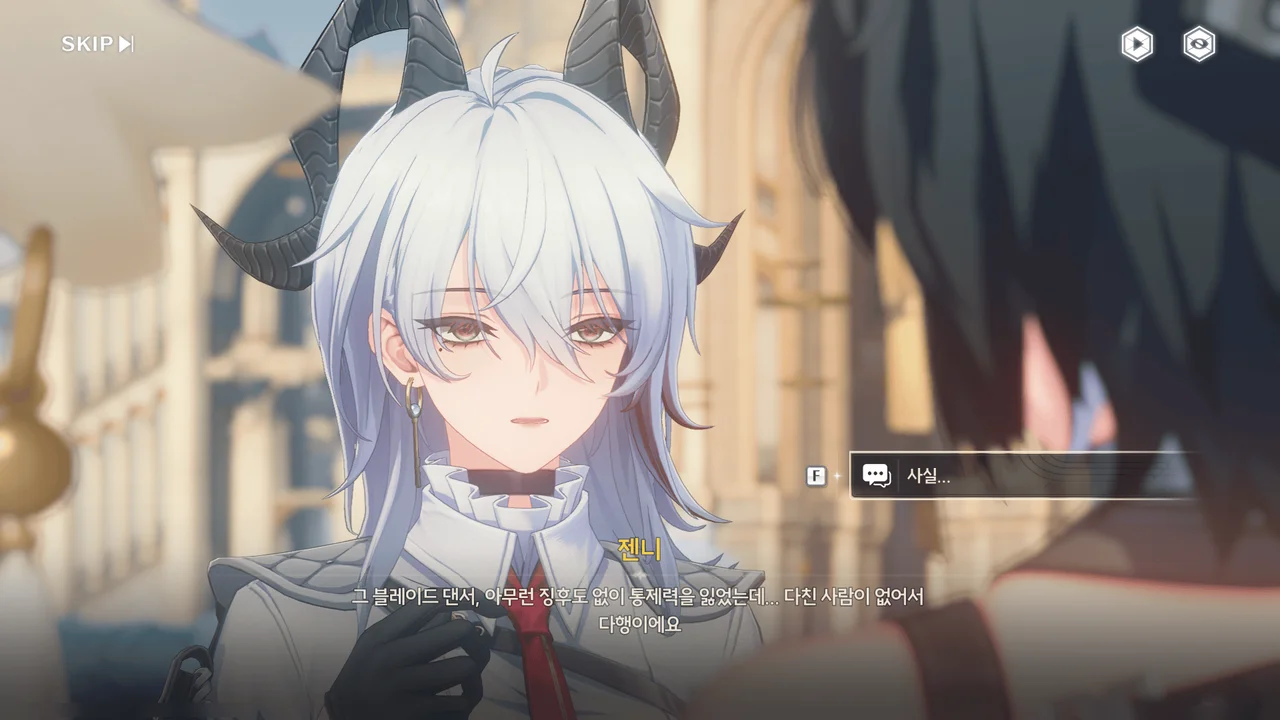 SKIP
F
사실...
젠니
그 블레이드 댄서, 아무런 징후도 없이 통제력을 잃었는데... 다친 사람이 없어서
다행이에요